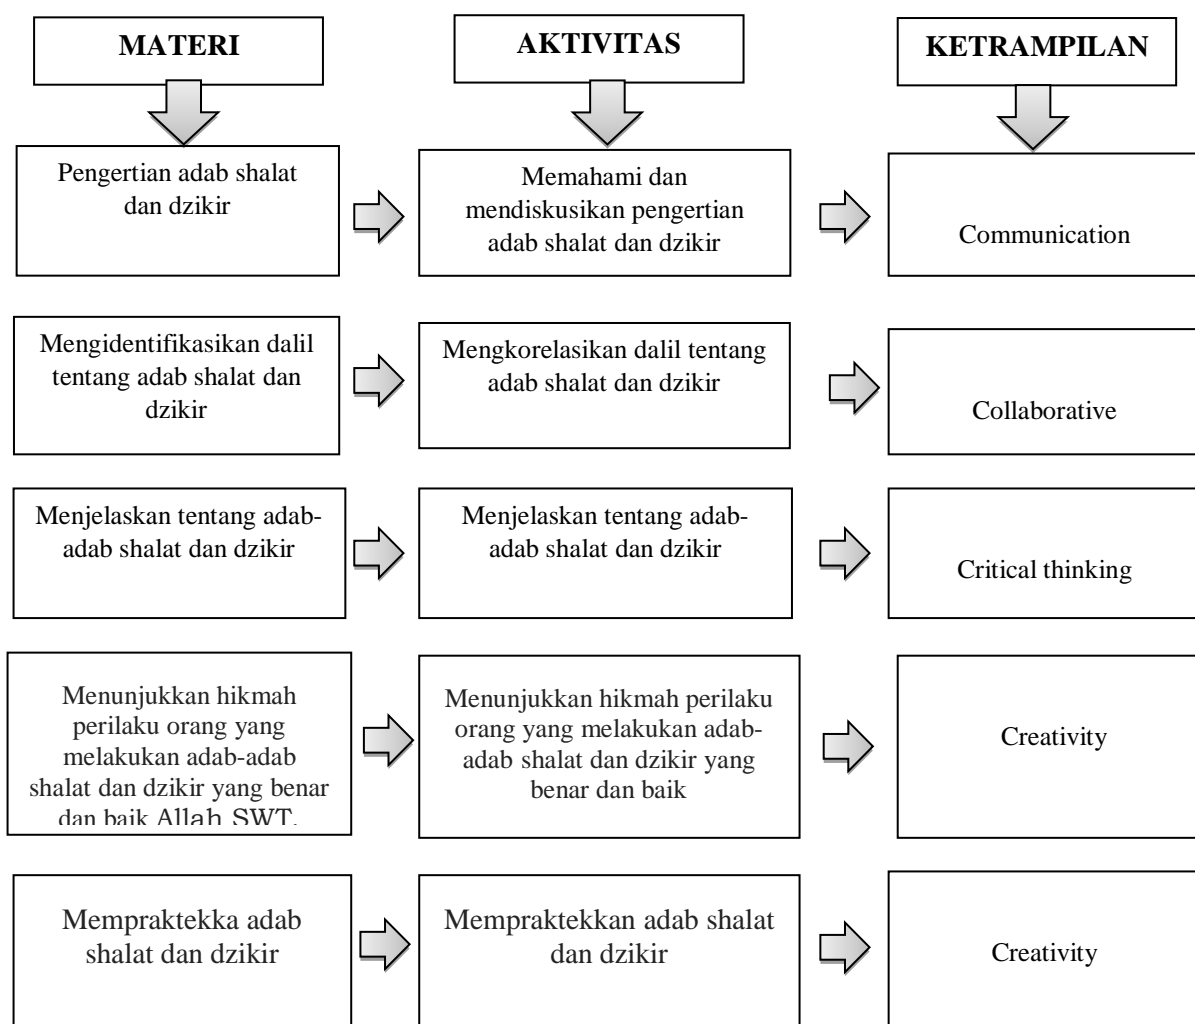 MATERI
AKTIVITAS
KETRAMPILAN
Pengertian adab shalat
dan dzikir
Memahami dan
mendiskusikan pengertian
adab shalat dan dzikir
Communication
Mengidentifikasikan dalil
tentang adab shalat dan
dzikir
Mengkorelasikan dalil tentang
adab shalat dan dzikir
Collaborative
Menjelaskan tentang adab-
adab shalat dan dzikir
Menjelaskan tentang adab-
adab shalat dan dzikir
Critical thinking
Menunjukkan hikmah
perilaku orang yang
melakukan adab-adab
shalat dan dzikir yang benar
dan baik Allah SWT.
Menunjukkan hikmah perilaku
orang yang melakukan adab-
adab shalat dan dzikir yang
benar dan baik
Creativity
Mempraktekka adab
shalat dan dzikir
Mempraktekkan adab shalat
dan dzikir
Creativity